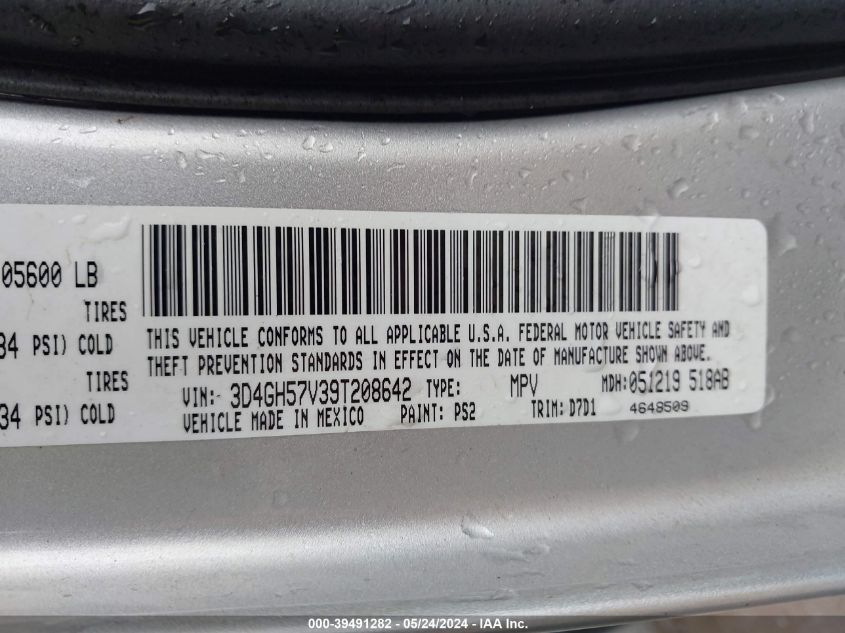 05600 LB
TIRES
34 PSI) COLD
TIRES
34 PSI) COLD
THIS VEHICLE CONFORMS TO ALL APPLICABLE U.S.A. FEDERAL MOTOR VEHICLE SAFETY AND
THEFT PREVENTION STANDARDS IN EFFECT ON THE DATE OF MANUFACTURE SHOWN ABOVE.
VIN: - 3D4GH57V39T208642 TYPE: MPV MDH: 051219 518AB
VEHICLE MADE IN MEXICO PAINT: PS2 TRIM: D7D1 4648509
000-39491282 - 05/24/2024 - IAA Inc.